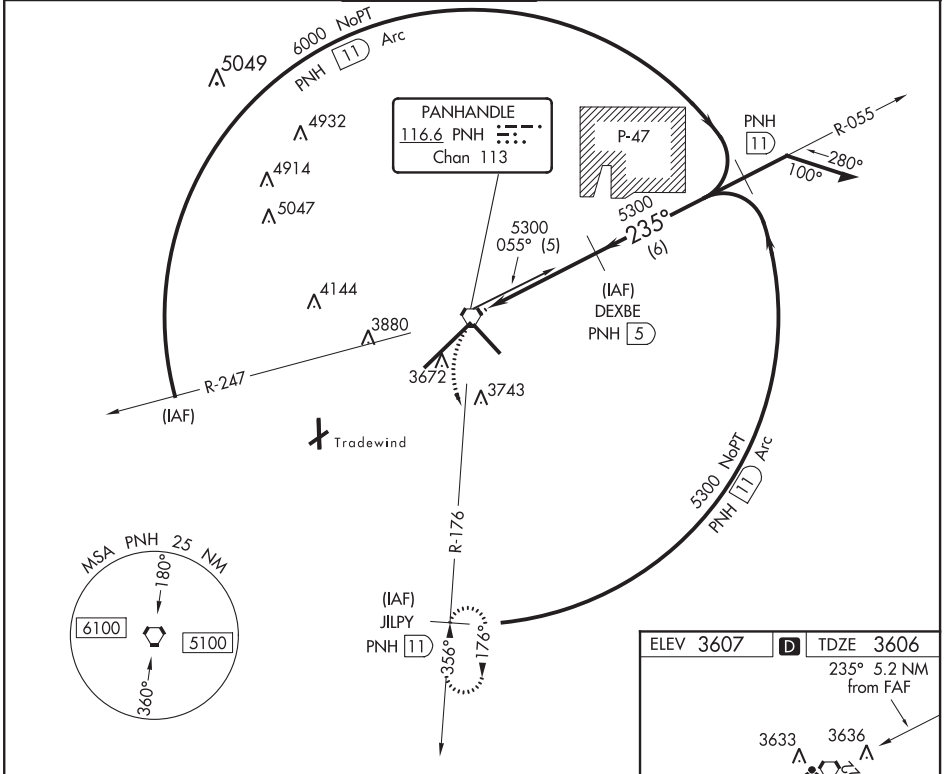 6000 NoPT
PNH 11 Arc
5049
4932
4914
5047
4144
3880
PANHANDLE
116.6 PNH
Chan 113
P-47
PNH
11
R-055
280°
100°
5300
235°
(6)
5300
055° (5)
(IAF)
DEXBE
PNH 5
R-247
(IAF)
3672
3743
Tradewind
R-176
5300 NoPT
PNH 11 Arc
(IAF)
JILPY
PNH 11
356°
176°
MSA PNH 25 NM
180°
6100
5100
360°
ELEV 3607 D TDZE 3606
235° 5.2 NM
from FAF
3633
3636